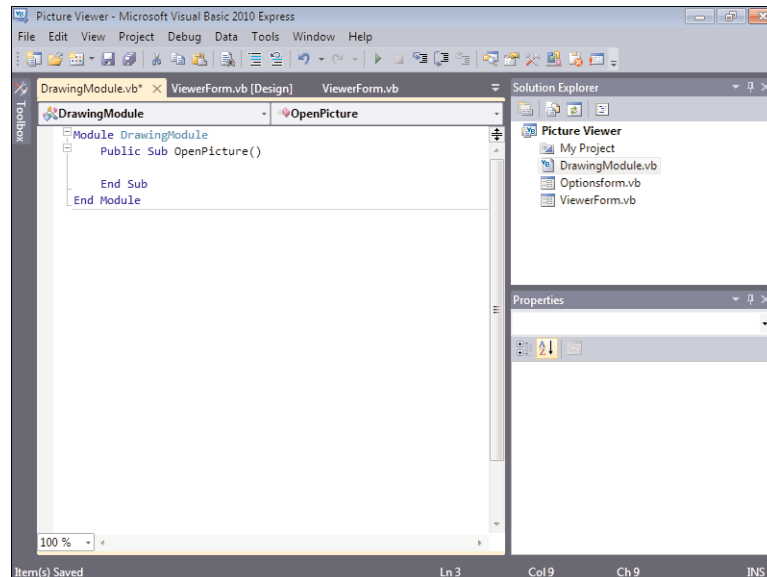 Picture Viewer - Microsoft Visual Basic 2010 Express
File Edit View Project Debug Data Tools Window Help
Toolbox
DrawingModule.vb* ViewerForm.vb [Design] ViewerForm.vb
DrawingModule OpenPicture
Module DrawingModule
Public Sub OpenPicture()
End Sub
End Module
100 %
Solution Explorer
Picture Viewer
My Project
DrawingModule.vb
Optionsform.vb
ViewerForm.vb
Properties
Item(s) Saved Ln 3 Col 9 Ch 9 INS